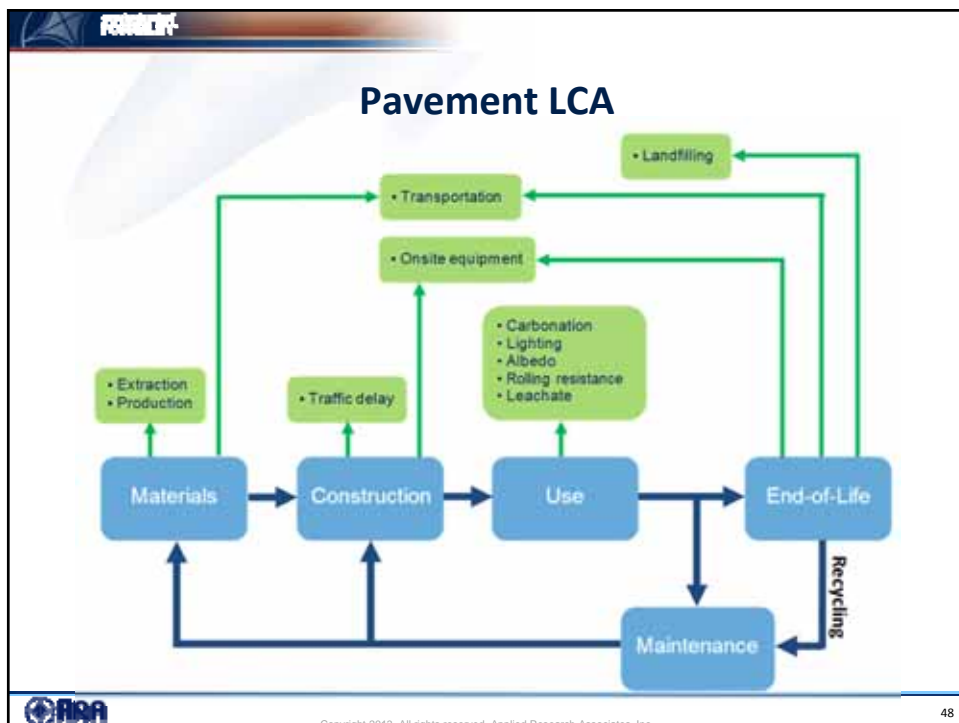 Pavement LCA
• Landfilling
• Transportation
• Onsite equipment
• Carbonation
• Lighting
• Albedo
• Rolling resistance
• Leachate
• Extraction
• Production
• Traffic delay
Materials
Construction
Use
End-of-Life
Recycling
Maintenance
ARA
48